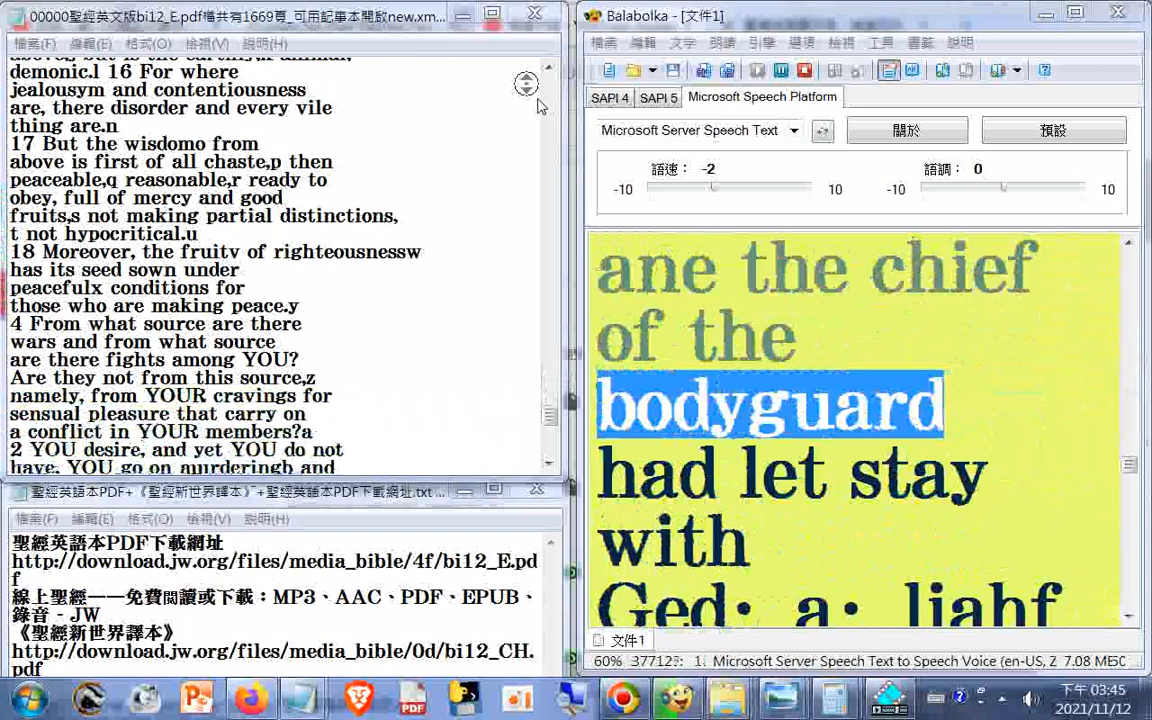 00000聖經英文版bi12_E.pdf檔共有1669頁_可用記事本開啟new.xm...
檔案(F) 編輯(E) 格式(O) 檢視(V) 說明(H)
demonic.l 16 For where
jealousym and contentiousness
are, there disorder and every vile
thing are.n
17 But the wisdomo from
above is first of all chaste,p then
peaceable,q reasonable,r ready to
obey, full of mercy and good
fruits,s not making partial distinctions,
t not hypocritical.u
18 Moreover, the fruitv of righteousnessw
has its seed sown under
peacefulx conditions for
those who are making peace.y
4 From what source are there
wars and from what source
are there fights among YOU?
Are they not from this source,z
namely, from YOUR cravings for
sensual pleasure that carry on
a conflict in YOUR members?a
2 YOU desire, and yet YOU do not
have. YOU go on murderingb and
聖經英語本PDF+《聖經新世界譯本》"+聖經英語本PDF下載網址.txt ...
檔案(F) 編輯(E) 格式(O) 檢視(V) 說明(H)
聖經英語本PDF下載網址
http://download.jw.org/files/media_bible/4f/bi12_E.pd
f
線上聖經——免費閱讀或下載：MP3、AAC、PDF、EPUB、
錄音 - JW
《聖經新世界譯本》
http://download.jw.org/files/media_bible/0d/bi12_CH.
pdf
Balabolka - [文件1]
檔案 編輯 文字 朗讀 引擎 選項 檢視 工具 書籤 說明
SAPI 4 SAPI 5 Microsoft Speech Platform
Microsoft Server Speech Text 關於 預設
語速： -2 語調： 0
-10 10 -10 10
ane the chief
of the
bodyguard
had let stay
with
Ged· a· liahf
文件1
60% 1. Microsoft Server Speech Text to Speech Voice (en-US, Z 7.08 ME
下午 03:45
2021/11/12